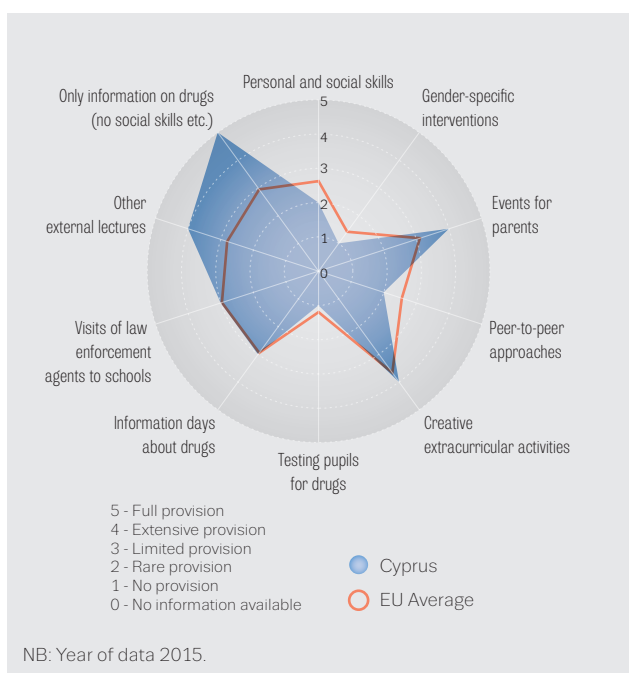 Personal and social skills
Only information on drugs
(no social skills etc.)
Gender-specific
interventions
5
4
3
2
1
0
Other
external lectures
Events for
parents
Visits of law
enforcement
agents to schools
Peer-to-peer
approaches
Information days
about drugs
Creative
extracurricular activities
Testing pupils
for drugs
5 - Full provision
4 - Extensive provision
3 - Limited provision
2 - Rare provision
1 - No provision
0 - No information available
Cyprus
EU Average
NB: Year of data 2015.